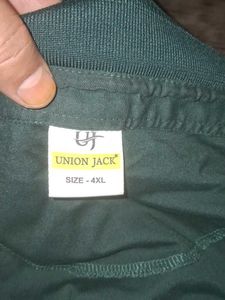 UJ
UNION JACK®
SIZE - 4XL